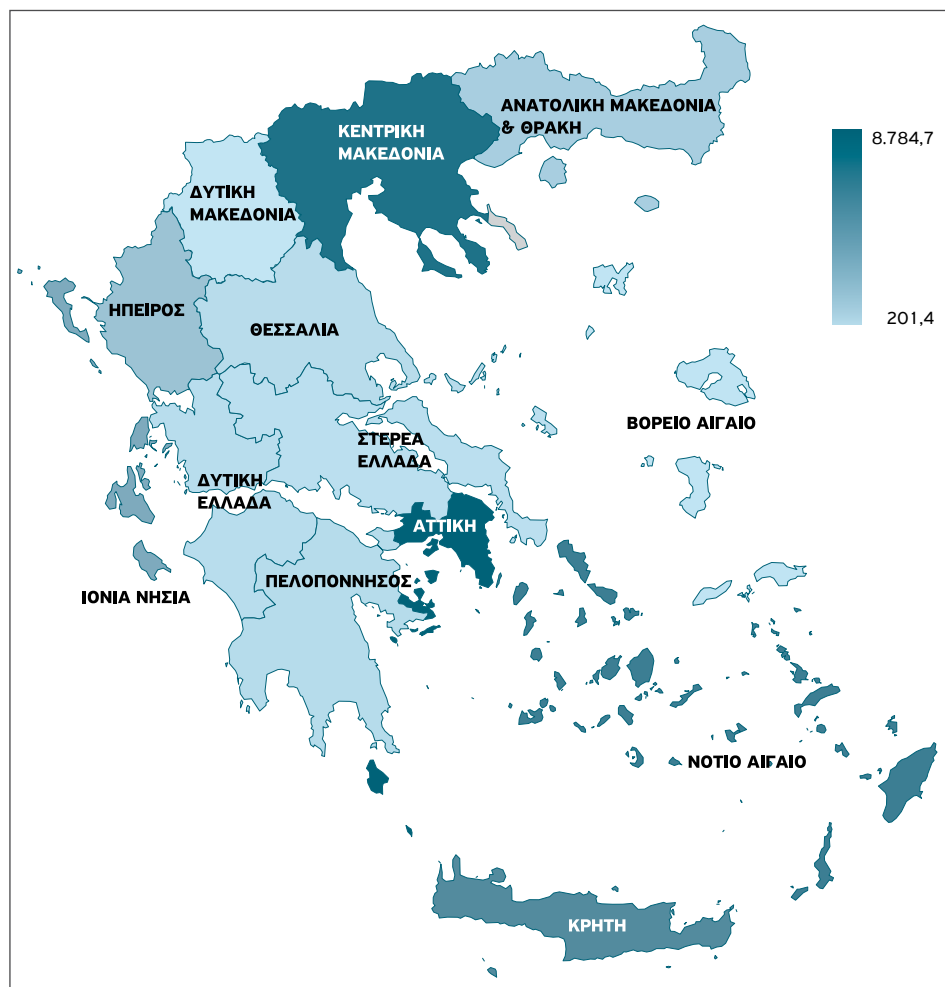 ΑΝΑΤΟΛΙΚΗ ΜΑΚΕΔΟΝΙΑ
& ΘΡΑΚΗ
ΚΕΝΤΡΙΚΗ
ΜΑΚΕΔΟΝΙΑ
8.784,7
ΔΥΤΙΚΗ
ΜΑΚΕΔΟΝΙΑ
ΗΠΕΙΡΟΣ
201,4
ΘΕΣΣΑΛΙΑ
ΒΟΡΕΙΟ ΑΙΓΑΙΟ
ΣΤΕΡΕΑ
ΕΛΛΑΔΑ
ΔΥΤΙΚΗ
ΕΛΛΑΔΑ
ΑΤΤΙΚΗ
ΠΕΛΟΠΟΝΝΗΣΟΣ
ΙΟΝΙΑ ΝΗΣΙΑ
ΝΟΤΙΟ ΑΙΓΑΙΟ
ΚΡΗΤΗ